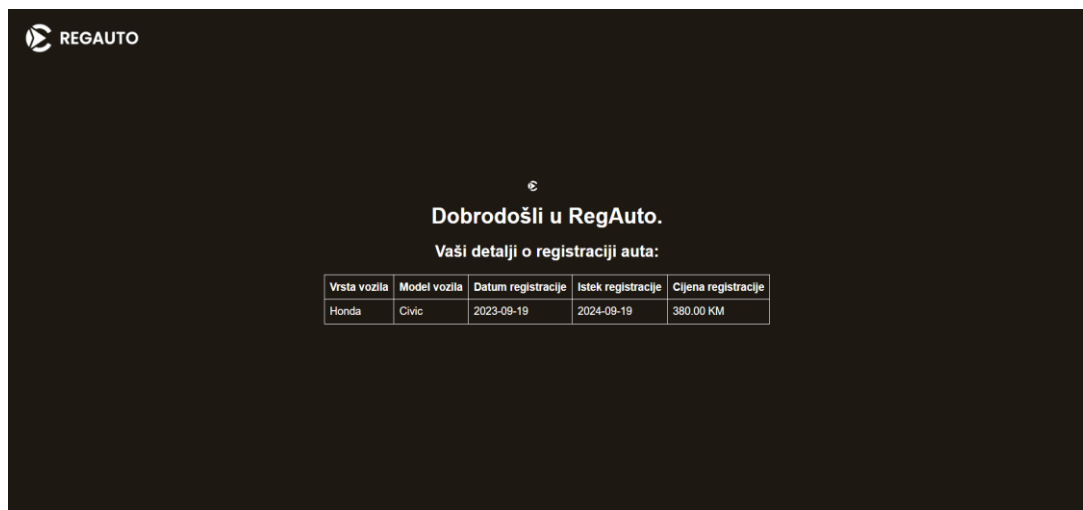 REGAUTO
Dobrodošli u RegAuto.
Vaši detalji o registraciji auta:
Vrsta vozila Model vozila Datum registracije Istek registracije Cijena registracije
Honda Civic 2023-09-19 2024-09-19 380.00 KM